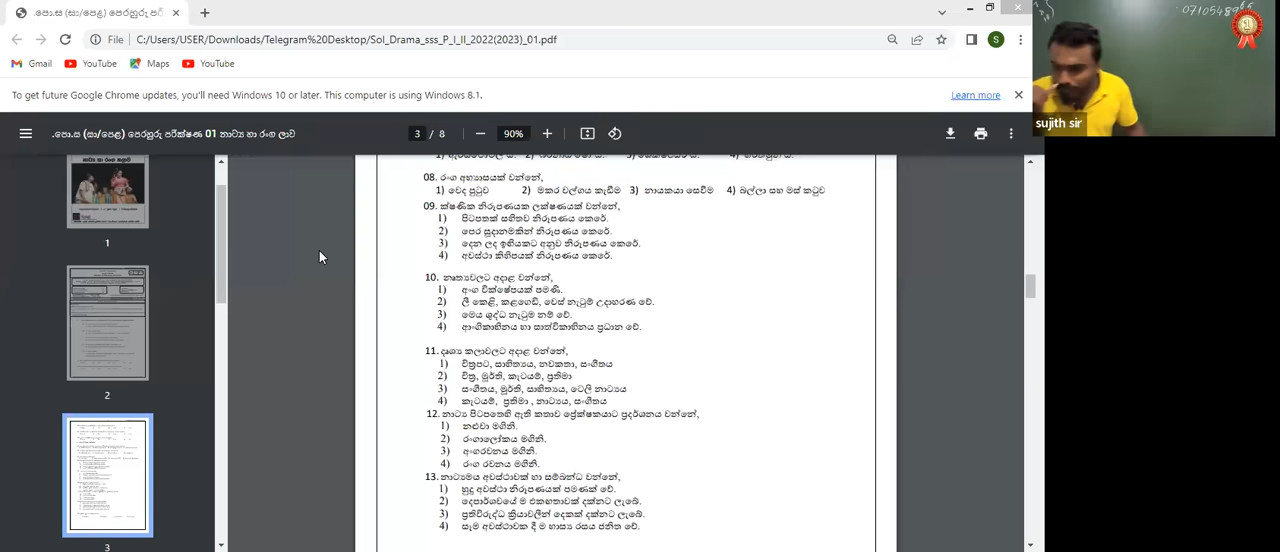 .පො.ස (සා/පෙළ) පෙරහුරු පරී
File
C:/Users/USER/Downloads/Telegram%20Desktop/Sol_Drama_sss_P_I_II_2022(2023)_01.pdf
S
Gmail
YouTube
Maps
YouTube
To get future Google Chrome updates, you'll need Windows 10 or later. This computer is using Windows 8.1.
Learn more
.පො.ස (සා/පෙළ) පෙරහුරු පරීක්ෂණ 01 නාට්‍ය හා රංග කලාව
3 / 8
90%
sujith sir
1
2
3
08. රංග අභ්‍යාසයක් වන්නේ,
1) වෙද පුටුව 2) මකර වල්ගය කැඩීම 3) නායකයා සෙවීම 4) බල්ලා සහ මස් කටුව
09. ක්ෂණික නිරූපණයක ලක්ෂණයක් වන්නේ,
1) පිටපතක් සහිතව නිරූපණය කෙරේ.
2) පෙර සූදානමකින් නිරූපණය කෙරේ.
3) දෙන ලද ඉඟියකට අනුව නිරූපණය කෙරේ.
4) අවස්ථා කිහිපයක් නිරූපණය කෙරේ.
10. නෘත්‍යවලට අදාළ වන්නේ,
1) අංග වික්ෂේපයක් පමණි.
2) ලී කෙළි, කළගෙඩි, වෙස් නැටුම් උදාහරණ වේ.
3) මෙය ශුද්ධ නැටුම නම් වේ.
4) ආංගිකාභිනය හා සාත්විකාභිනය ප්‍රධාන වේ.
11. දෘශ්‍ය කලාවලට අදාළ වන්නේ,
1) චිත්‍රපට, සාහිත්‍යය, නවකතා, සංගීතය
2) චිත්‍ර, මූර්ති, කැටයම්, ප්‍රතිමා
3) සංගීතය, මූර්ති, සාහිත්‍යය, ටෙලි නාට්‍යය
4) කැටයම්, ප්‍රතිමා , නාට්‍යය, සංගීතය
12. නාට්‍ය පිටපතෙහි ඇති කතාව ප්‍රේක්ෂකයාට ප්‍රදර්ශනය වන්නේ,
1) නළුවා මගිනි.
2) රංගාලෝකය මගිනි.
3) අංගරචනය මගිනි.
4) රංග රචනය මගිනි.
13. නාට්‍යමය අවස්ථාවක් හා සම්බන්ධ වන්නේ,
1) හුදු අවස්ථා නිරූපණයක් පමණක් වේ.
2) දෙපාර්ශවයේ ම එකඟතාවක් දක්නට ලැබේ.
3) ප්‍රතිවිරුද්ධ ක්‍රියාවලීන් දෙකක් දක්නට ලැබේ.
4) සෑම අවස්ථාවක දී ම හාස්‍ය රසය ජනිත වේ.